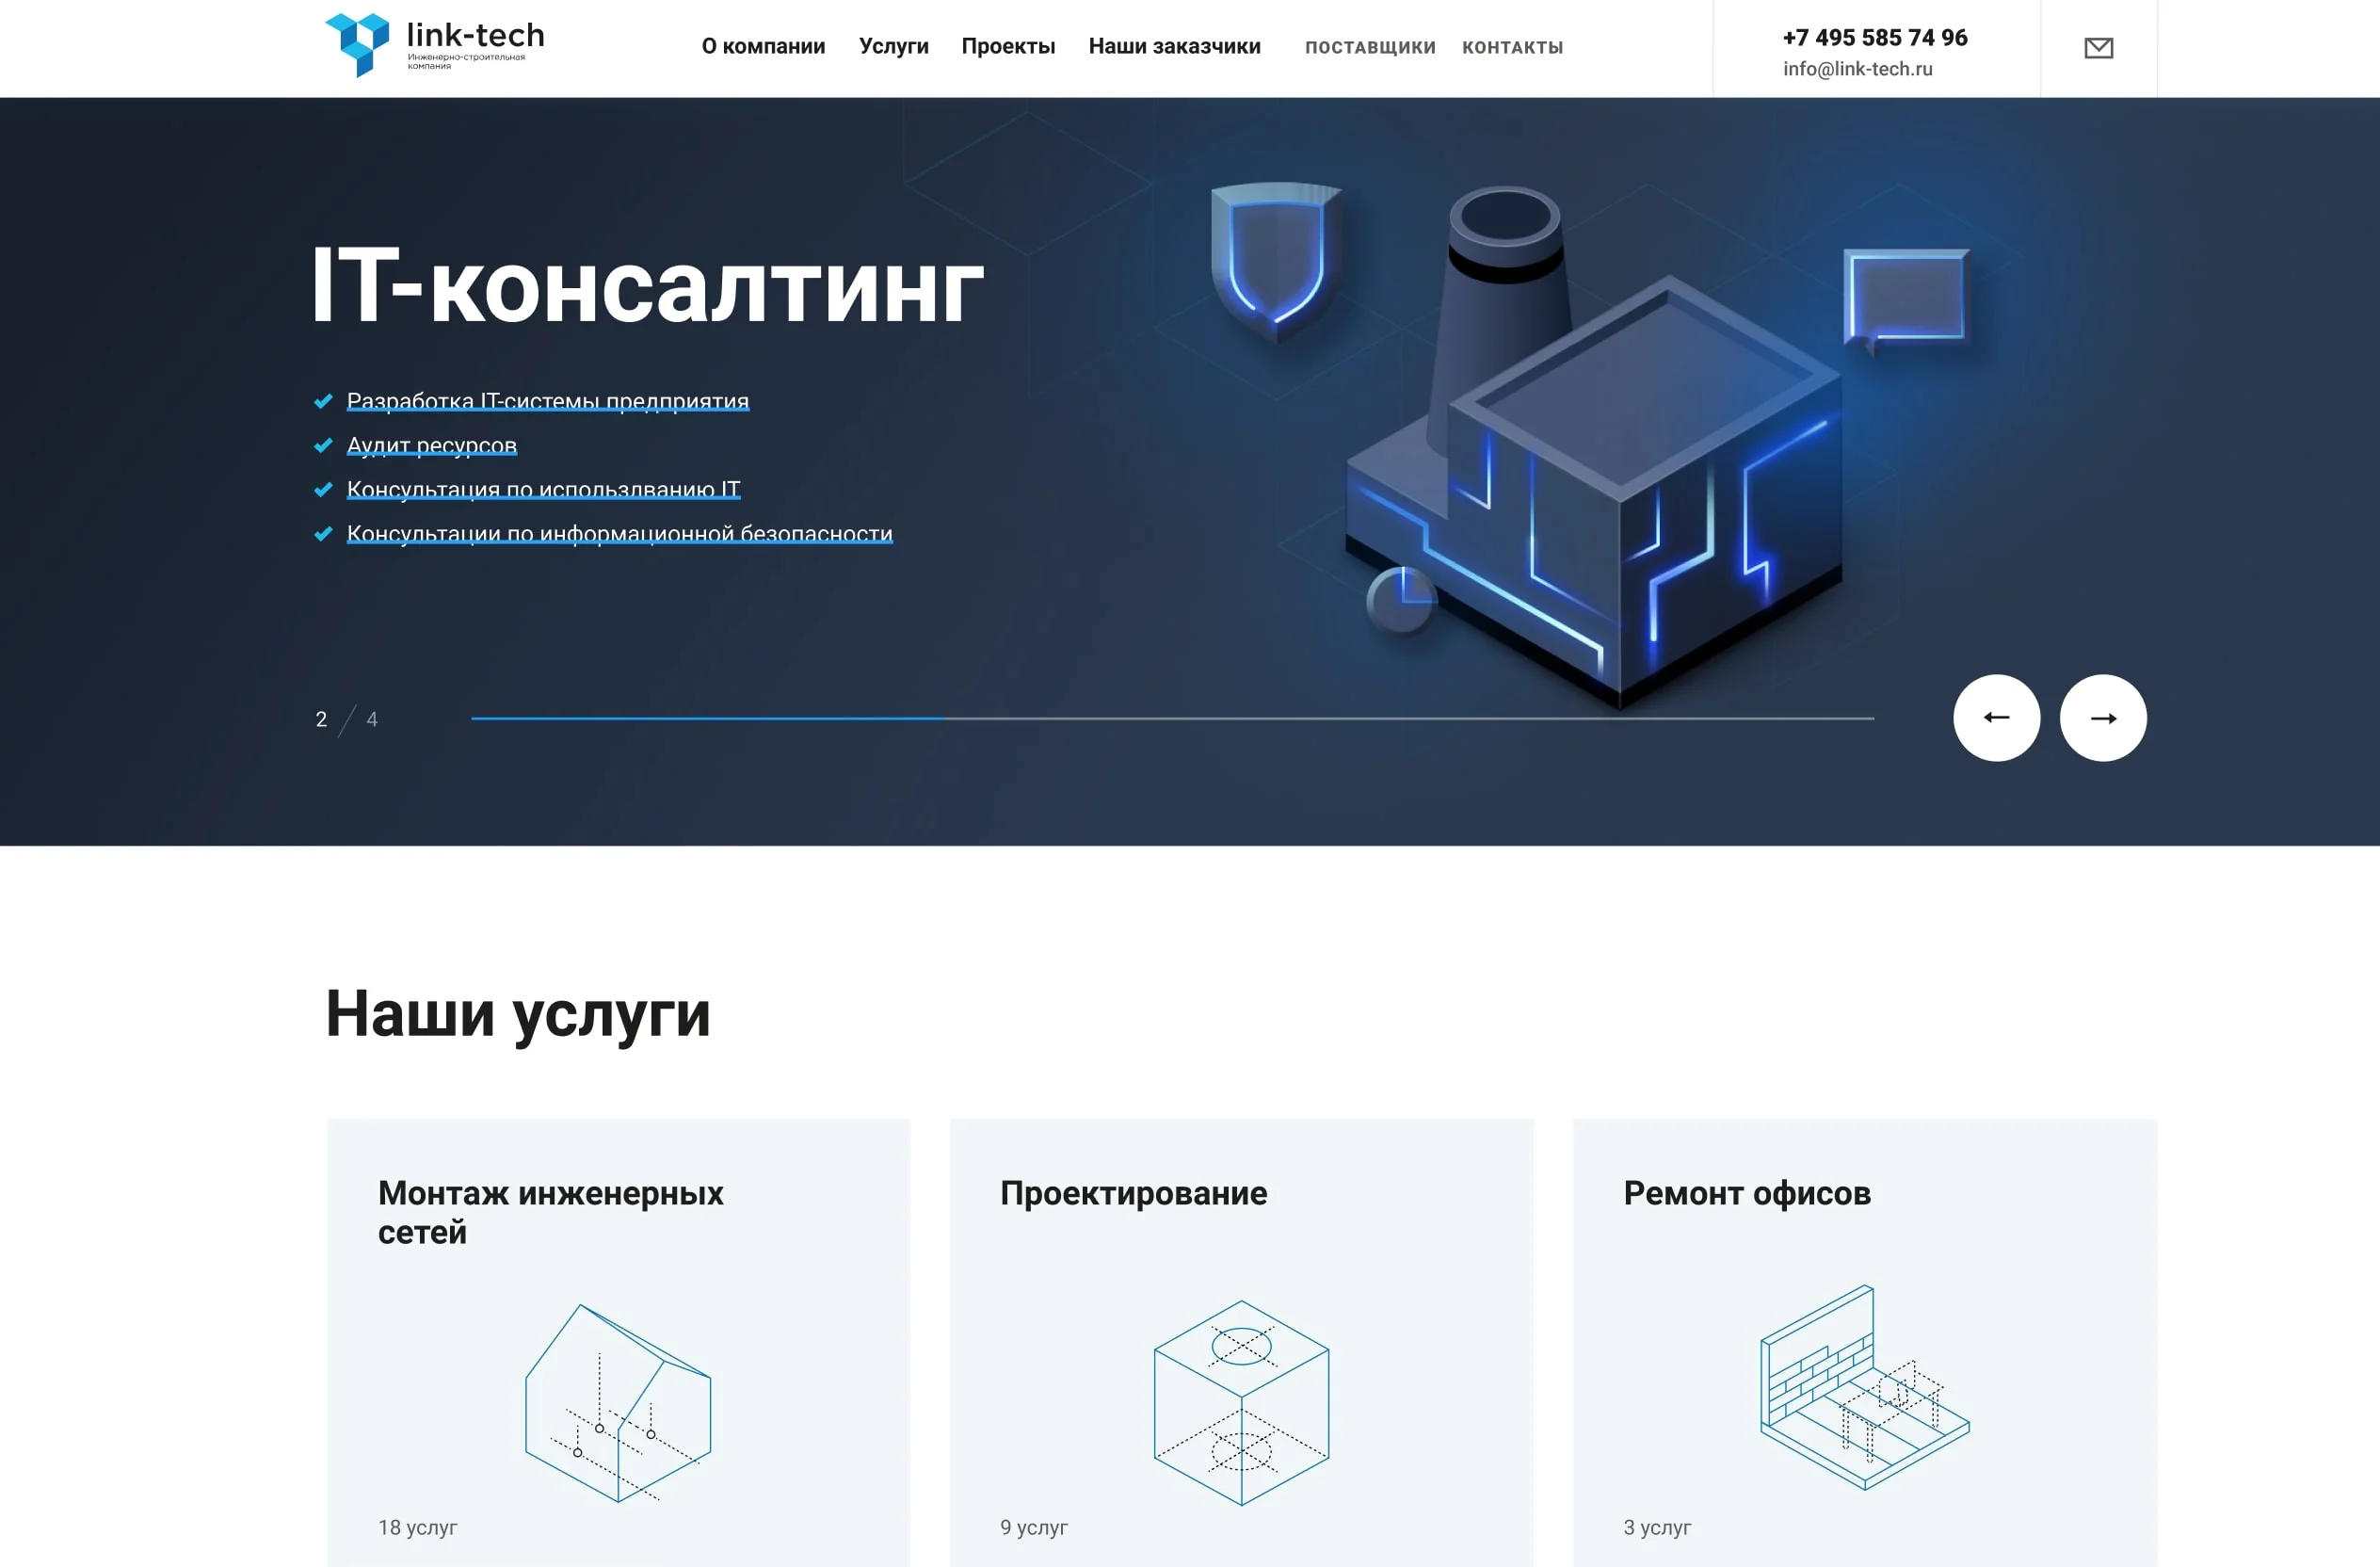 link-tech
Инженерно-строительная
компания
О компании Услуги Проекты Наши заказчики ПОСТАВЩИКИ КОНТАКТЫ
+7 495 585 74 96
info@link-tech.ru
IT-консалтинг
Разработка IT-системы предприятия
Аудит ресурсов
Консультация по использлванию IT
Консультации по информационной безопасности
2 / 4
Наши услуги
Монтаж инженерных
сетей
18 услуг
Проектирование
9 услуг
Ремонт офисов
3 услуг